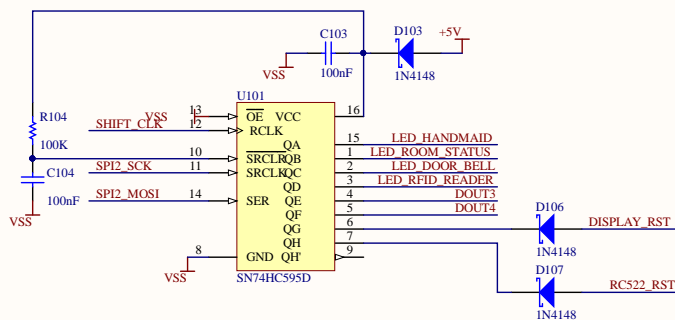 C103
D103
+5V
VSS
100nF
1N4148
U101
R104
100K
SHIFT_CLK
VSS
13
OE
VCC
16
12
RCLK
QA
15
LED_HANDMAID
10
SRCLR
QB
1
LED_ROOM_STATUS
SPI2_SCK
11
SRCLK
QC
2
LED_DOOR_BELL
QD
3
LED_RFID_READER
C104
100nF
VSS
SPI2_MOSI
14
SER
QE
4
DOUT3
QF
5
DOUT4
QG
6
D106
DISPLAY_RST
1N4148
QH
7
8
GND
QH'
9
VSS
SN74HC595D
D107
RC522_RST
1N4148